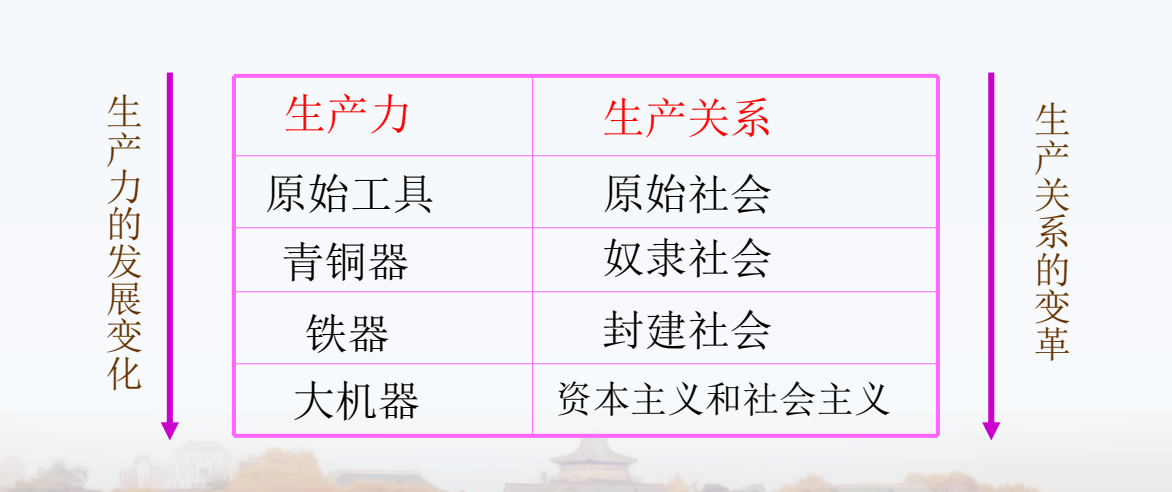 生产力的发展变化
生产力 生产关系
原始工具 原始社会
青铜器 奴隶社会
铁器 封建社会
大机器 资本主义和社会主义
生产关系的变革